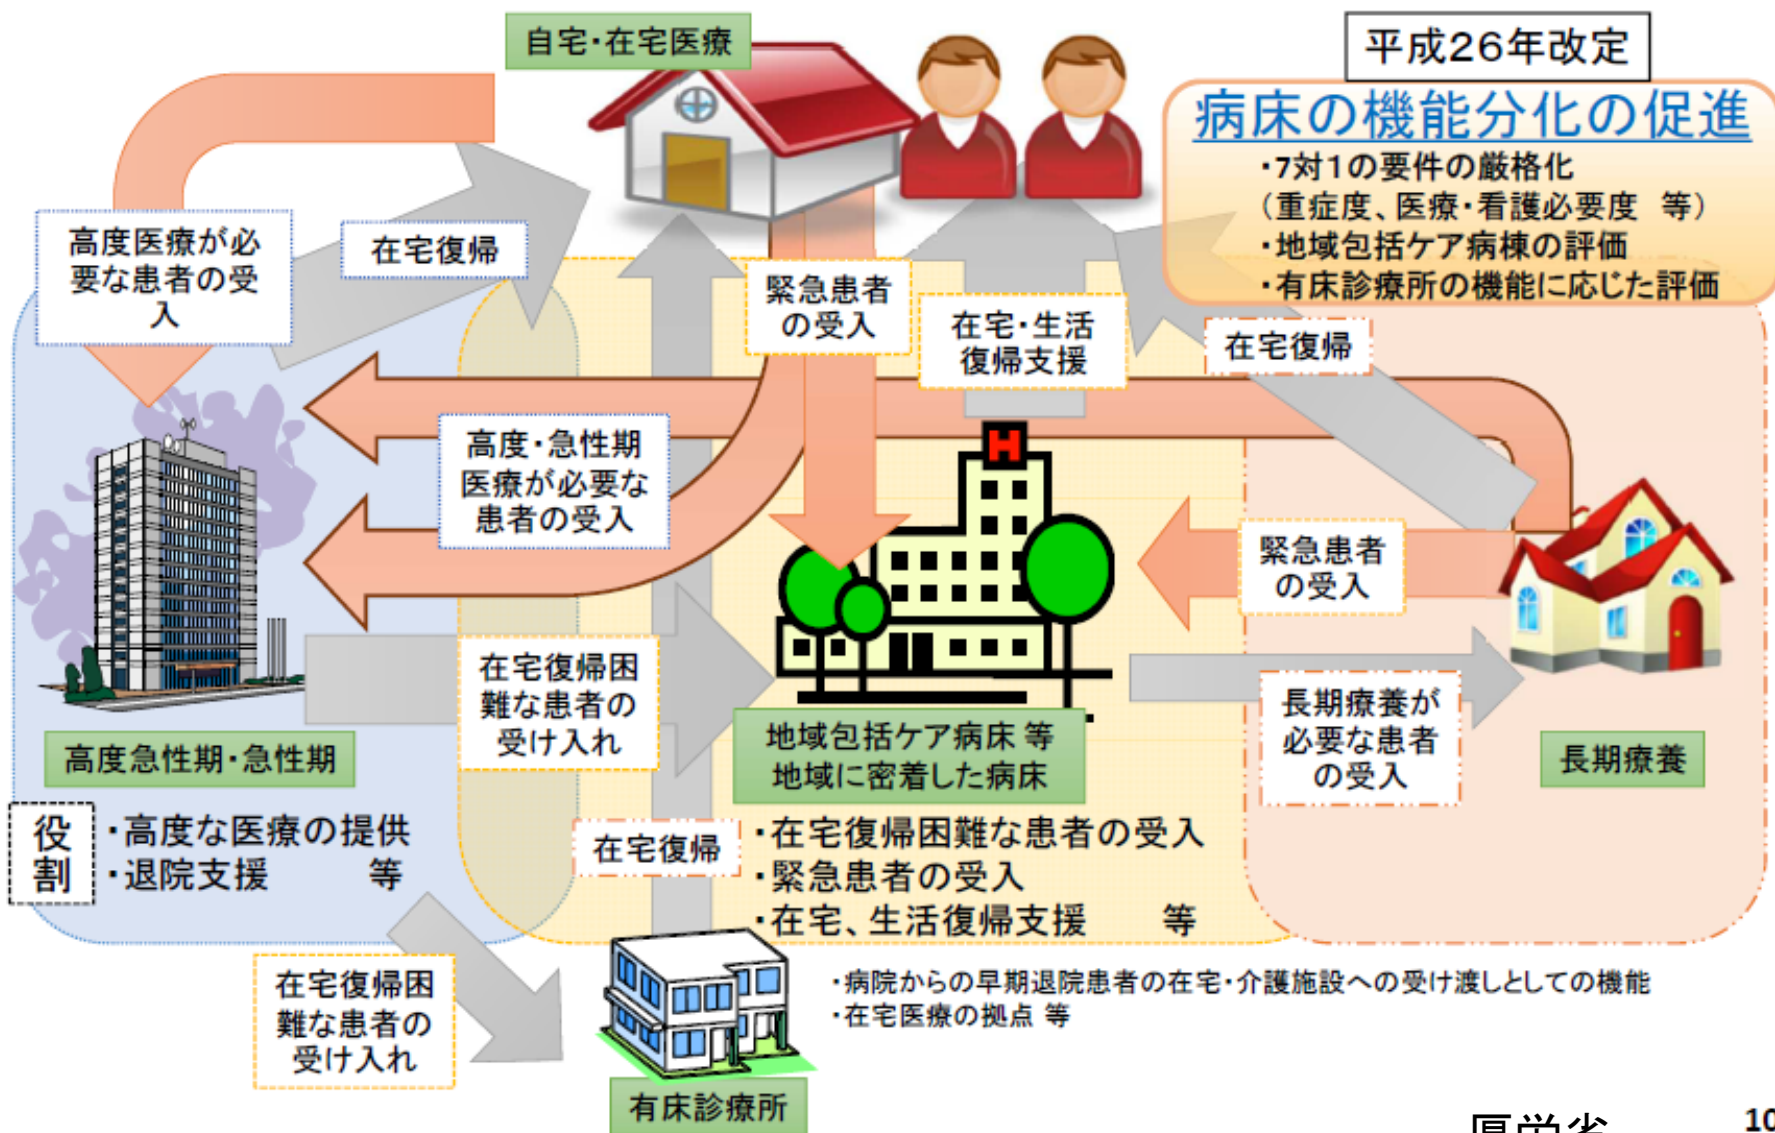 自宅・在宅医療
平成26年改定
病床の機能分化の促進
・7対1の要件の厳格化
（重症度、医療・看護必要度　等）
・地域包括ケア病棟の評価
・有床診療所の機能に応じた評価
高度医療が必
要な患者の受
入
在宅復帰
緊急患者
の受入
在宅・生活
復帰支援
在宅復帰
高度・急性期
医療が必要な
患者の受入
H
緊急患者
の受入
在宅復帰困
難な患者の
受け入れ
長期療養が
必要な患者
の受入
高度急性期・急性期
地域包括ケア病床 等
地域に密着した病床
長期療養
役
割
・高度な医療の提供
・退院支援　　　等
在宅復帰
・在宅復帰困難な患者の受入
・緊急患者の受入
・在宅、生活復帰支援　　等
在宅復帰困
難な患者の
受け入れ
・病院からの早期退院患者の在宅・介護施設への受け渡しとしての機能
・在宅医療の拠点 等
有床診療所
厚労省
10